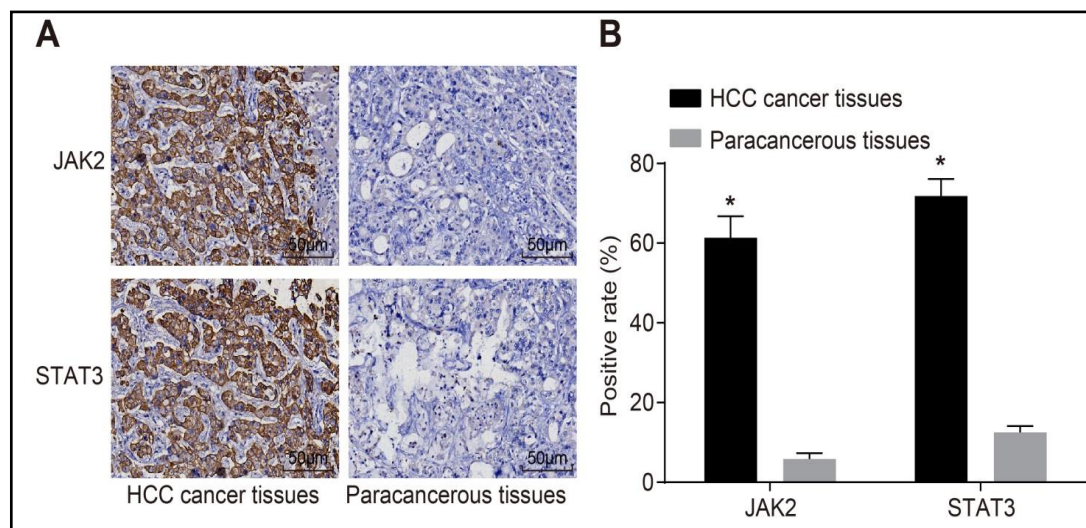 A
JAK2
50μm
50μm
STAT3
50μm
50μm
HCC cancer tissues
Paracancerous tissues
B
HCC cancer tissues
Paracancerous tissues
Positive rate (%)
80
60
40
20
0
*
*
JAK2
STAT3